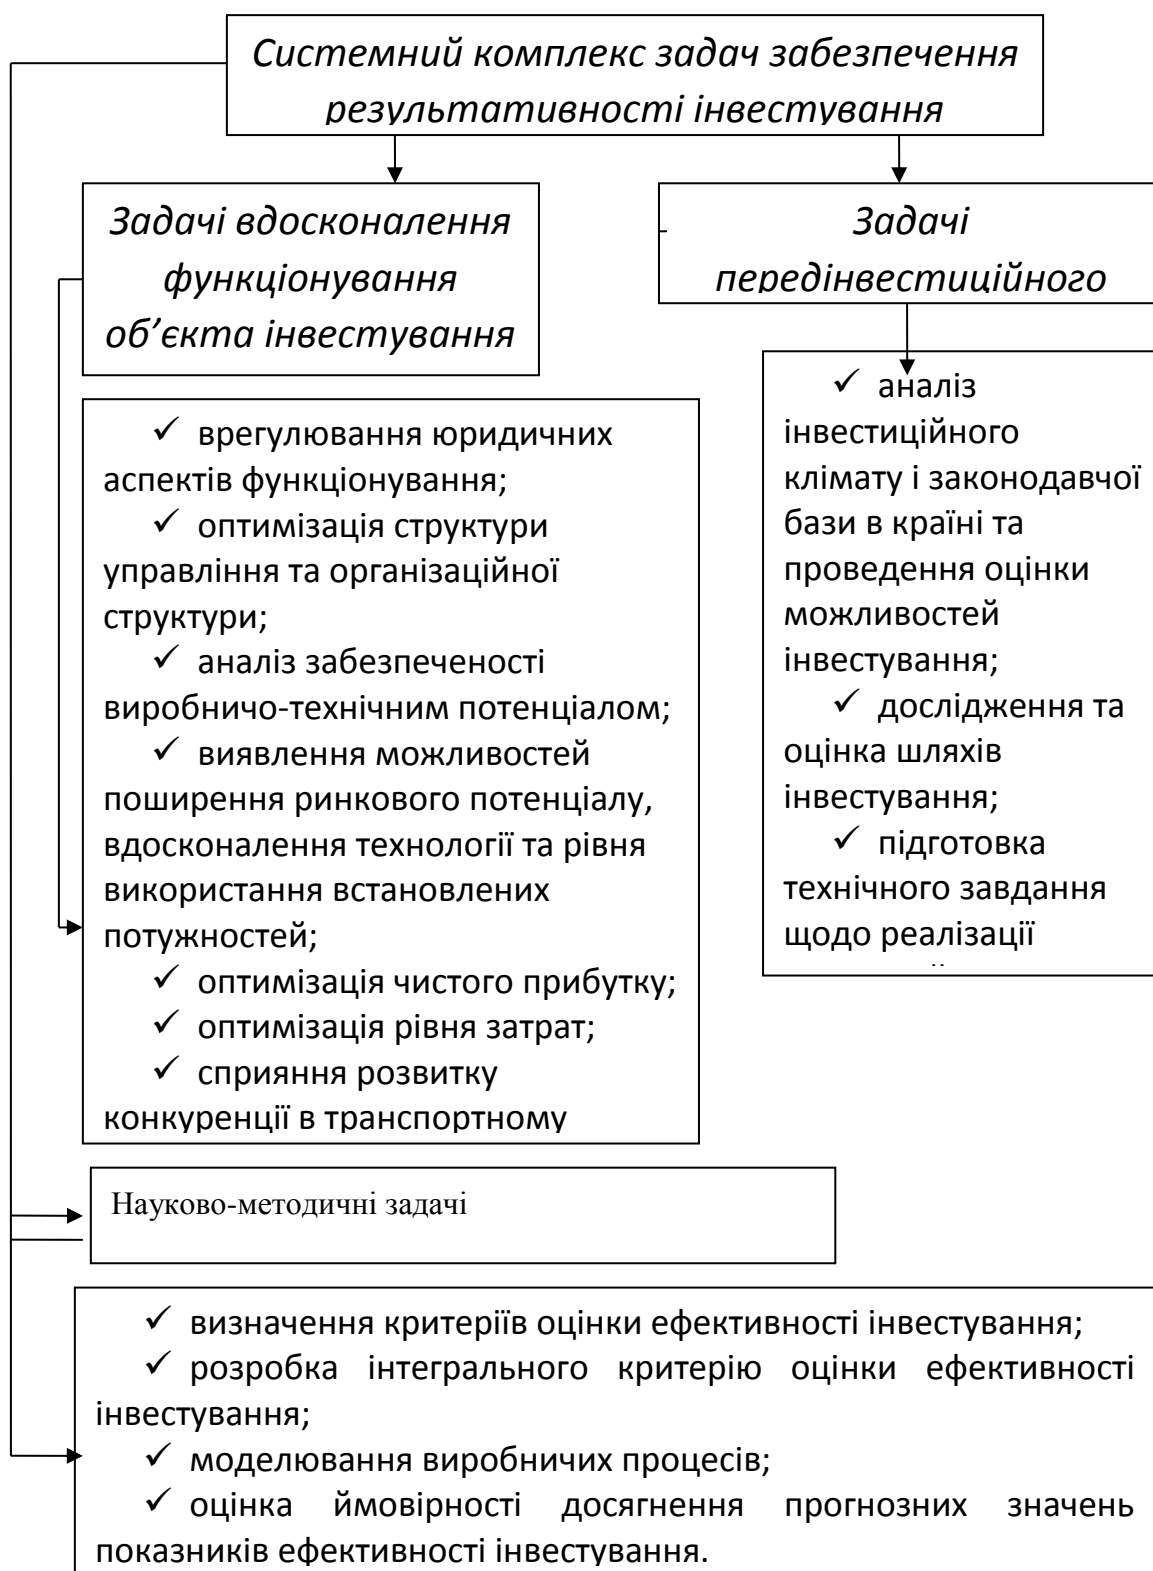 Системний комплекс задач забезпечення
результативності інвестування
Задачі вдосконалення
функціонування
об’єкта інвестування
Задачі
передінвестиційного
✓ врегулювання юридичних
аспектів функціонування;
✓ оптимізація структури
управління та організаційної
структури;
✓ аналіз забезпеченості
виробничо-технічним потенціалом;
✓ виявлення можливостей
поширення ринкового потенціалу,
вдосконалення технології та рівня
використання встановлених
потужностей;
✓ оптимізація чистого прибутку;
✓ оптимізація рівня затрат;
✓ сприяння розвитку
конкуренції в транспортному
✓ аналіз
інвестиційного
клімату і законодавчої
бази в країні та
проведення оцінки
можливостей
інвестування;
✓ дослідження та
оцінка шляхів
інвестування;
✓ підготовка
технічного завдання
щодо реалізації
Науково-методичні задачі
✓ визначення критеріїв оцінки ефективності інвестування;
✓ розробка інтегрального критерію оцінки ефективності
інвестування;
✓ моделювання виробничих процесів;
✓ оцінка ймовірності досягнення прогнозних значень
показників ефективності інвестування.